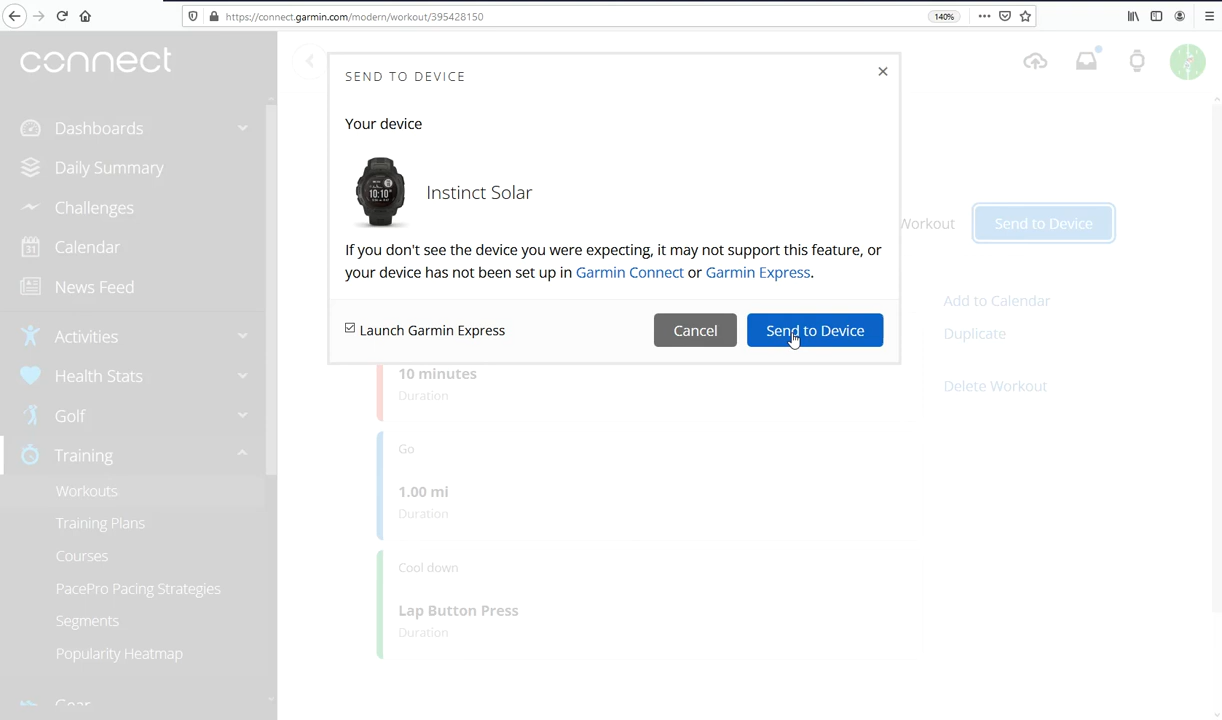 https://connect.garmin.com/modern/workout/395428150
140%
connect
Dashboards
Daily Summary
Challenges
Calendar
News Feed
Activities
Health Stats
Golf
Training
Workouts
Training Plans
Courses
PacePro Pacing Strategies
Segments
Popularity Heatmap
Gear
SEND TO DEVICE
Your device
10:10
Instinct Solar
If you don't see the device you were expecting, it may not support this feature, or
your device has not been set up in Garmin Connect or Garmin Express.
Launch Garmin Express
Cancel
Send to Device
Workout
Send to Device
Add to Calendar
Duplicate
Delete Workout
10 minutes
Duration
Go
1.00 mi
Duration
Cool down
Lap Button Press
Duration